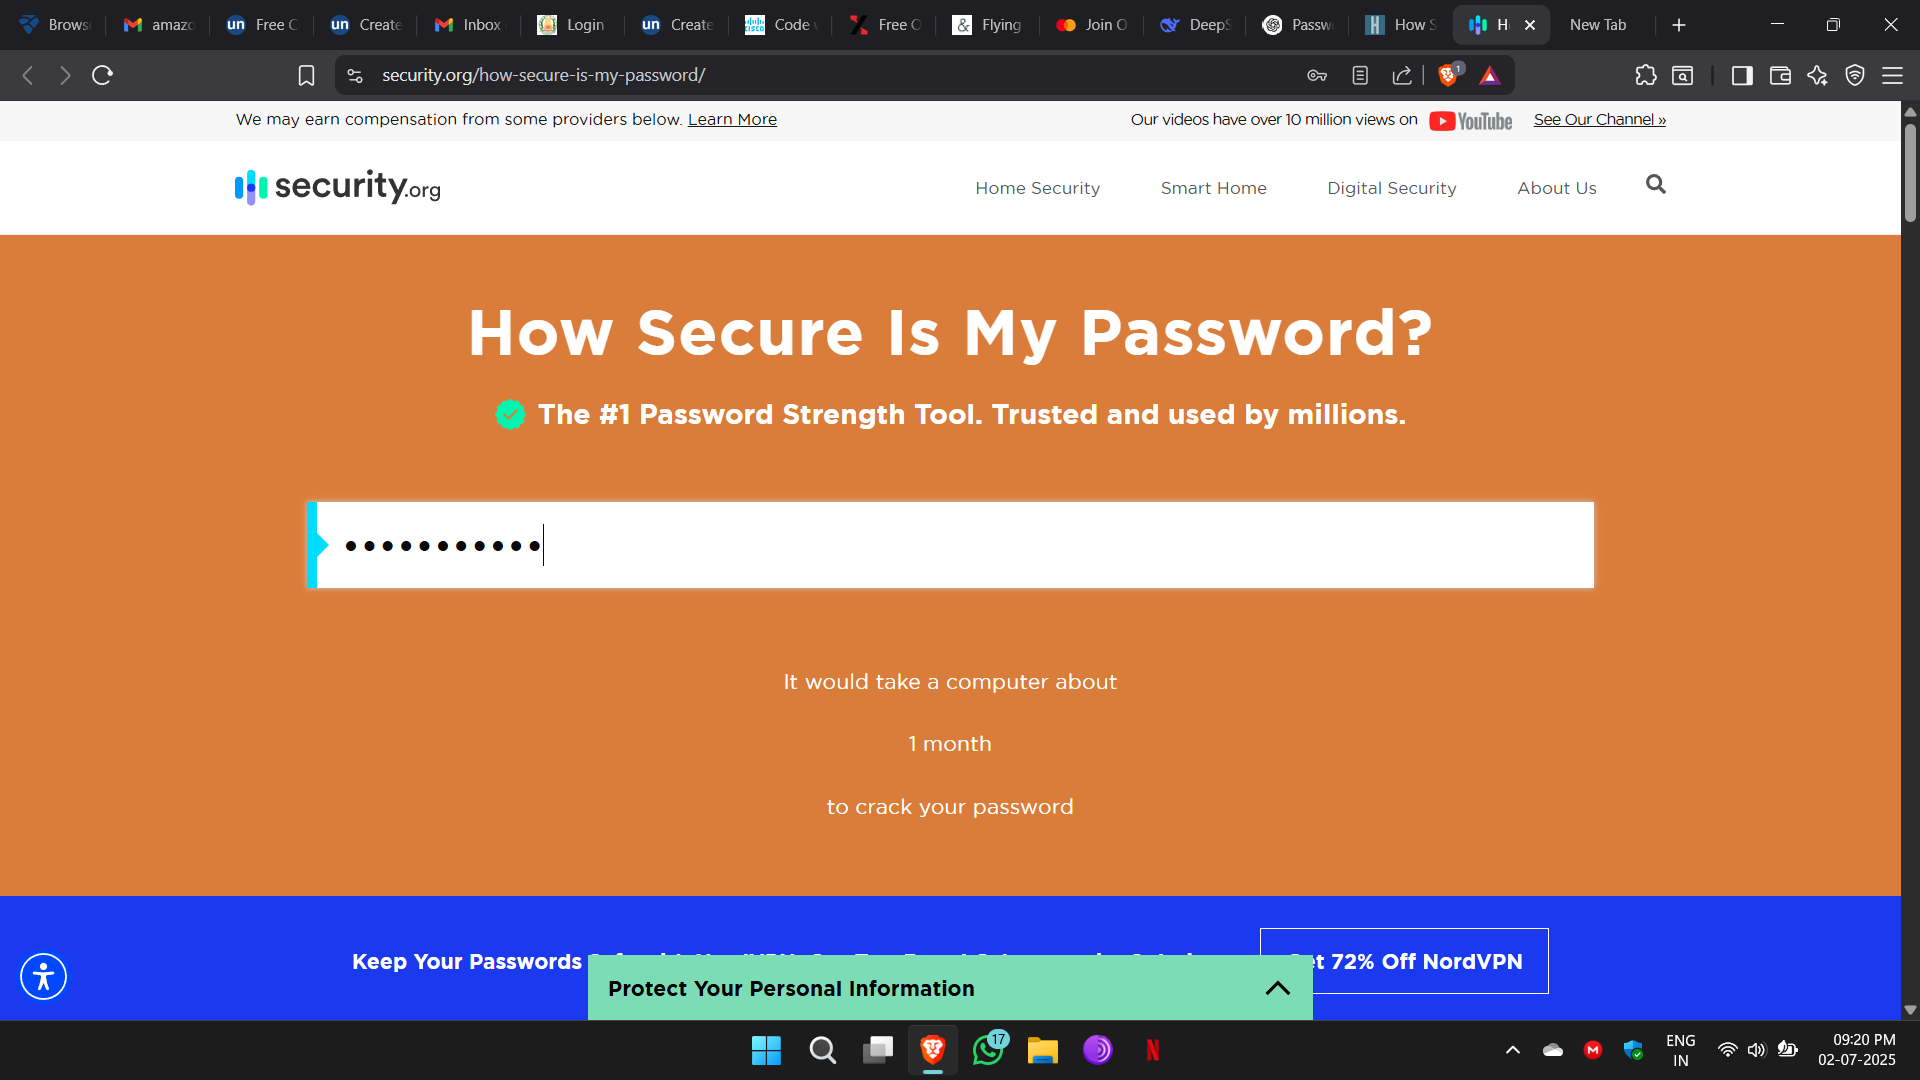 Brows amazo Free C Create Inbox Login Create Code Free O Flying Join O DeepS Passw How S H New Tab
security.org/how-secure-is-my-password/ 1
We may earn compensation from some providers below. Learn More
Our videos have over 10 million views on YouTube See Our Channel »
security.org Home Security Smart Home Digital Security About Us
How Secure Is My Password?
The #1 Password Strength Tool. Trusted and used by millions.
•••••••••••
It would take a computer about
1 month
to crack your password
Keep Your Passwords
72% Off NordVPN
Protect Your Personal Information
17
ENG
IN
09:20 PM
02-07-2025